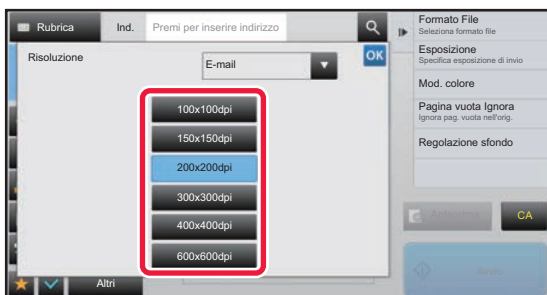 Rubrica
Ind.
Premi per inserire indirizzo
Risoluzione
E-mail
OK
100x100dpi
150x150dpi
200x200dpi
300x300dpi
400x400dpi
600x600dpi
Altri
Formato File
Seleziona formato file
Esposizione
Specifica esposizione di invio
Mod. colore
Pagina vuota Ignora
Ignora pag. vuota nell'orig.
Regolazione sfondo
Anteprima
CA
Avvio